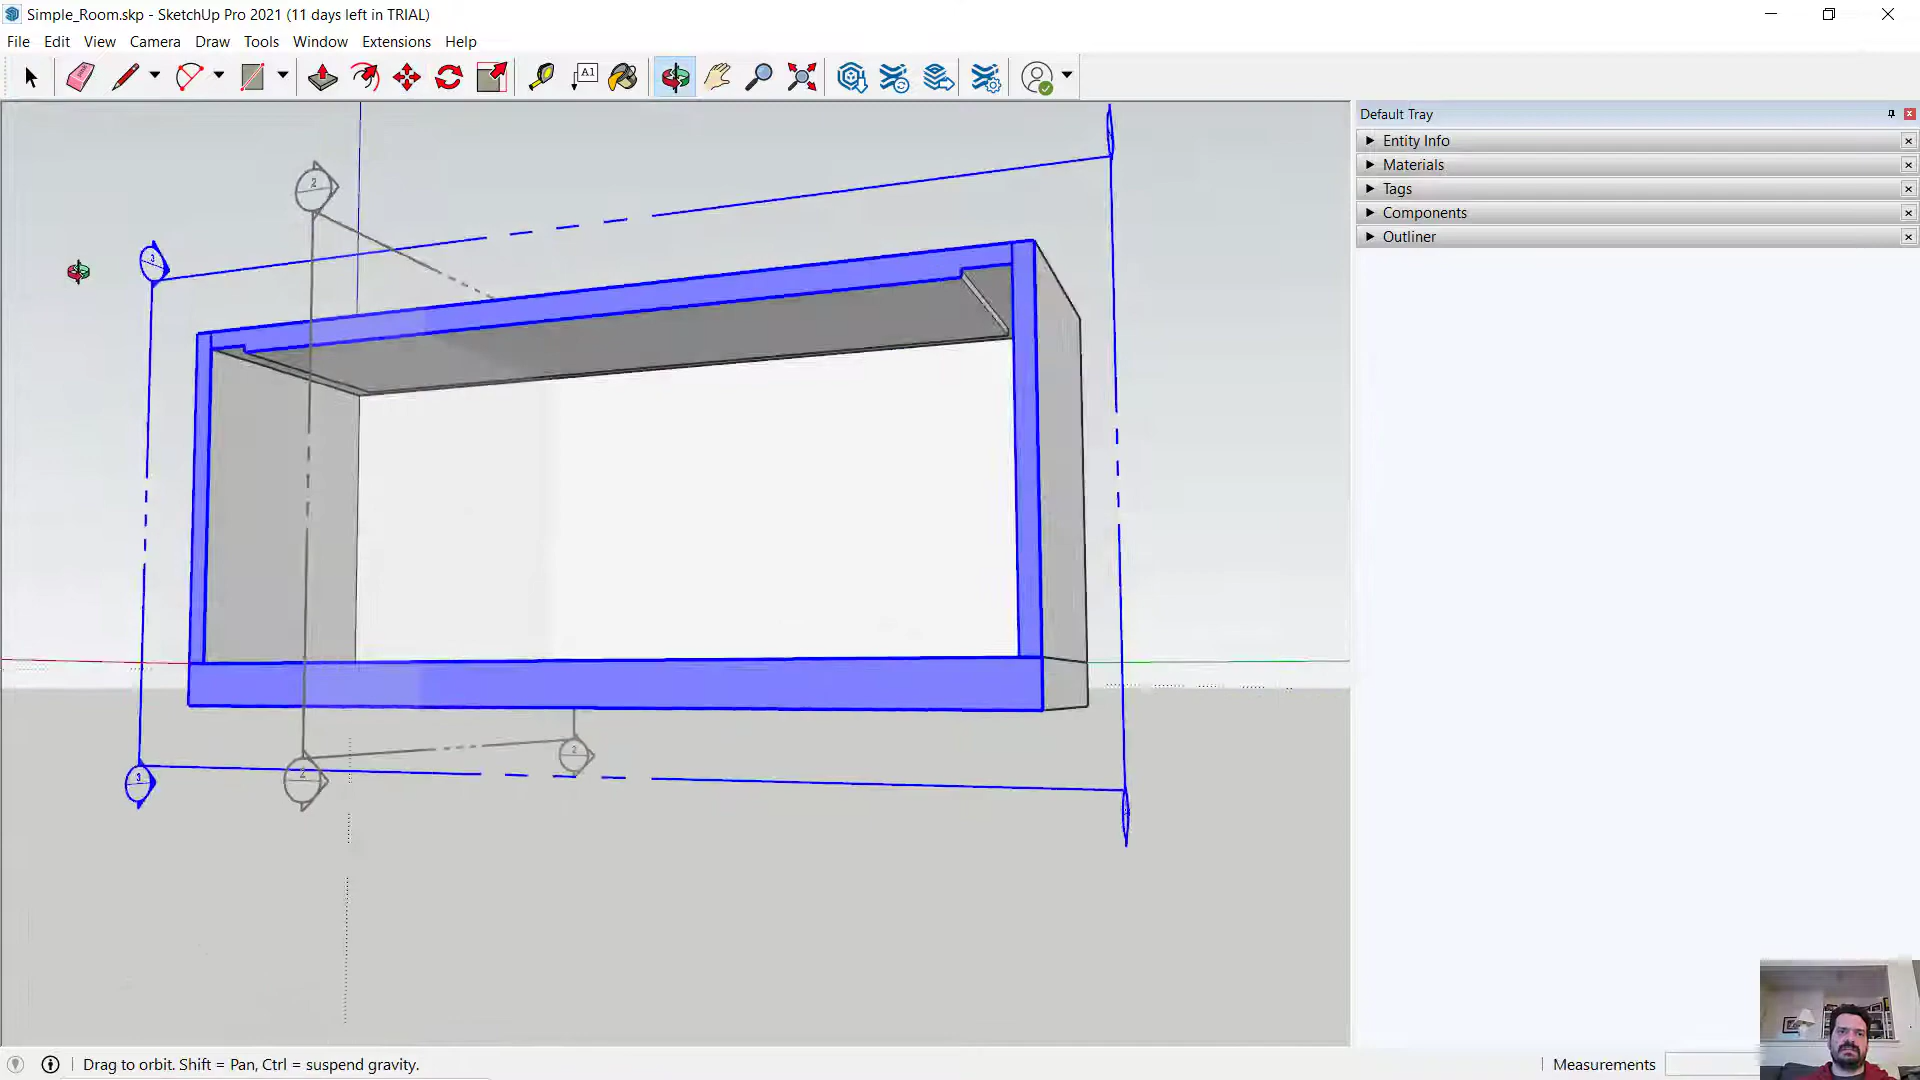 Simple_Room.skp - SketchUp Pro 2021 (11 days left in TRIAL)
File Edit View Camera Draw Tools Window Extensions Help
A1
Default Tray
Entity Info
Materials
Tags
Components
Outliner
2
3
3
2
2
Drag to orbit. Shift = Pan, Ctrl = suspend gravity.
Measurements